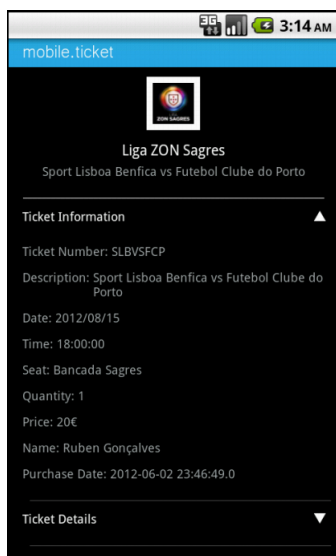 3G 3:14 AM
mobile.ticket
ZON SAGRES
Liga ZON Sagres
Sport Lisboa Benfica vs Futebol Clube do Porto
Ticket Information
Ticket Number: SLBVSFCP
Description: Sport Lisboa Benfica vs Futebol Clube do
Porto
Date: 2012/08/15
Time: 18:00:00
Seat: Bancada Sagres
Quantity: 1
Price: 20€
Name: Ruben Gonçalves
Purchase Date: 2012-06-02 23:46:49.0
Ticket Details